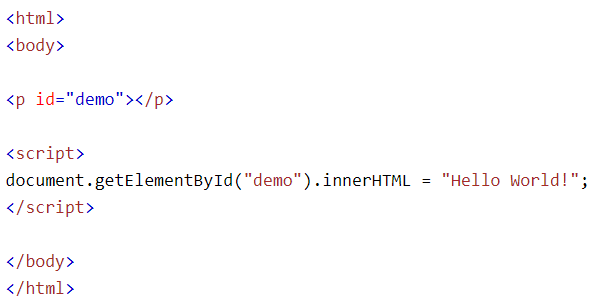 <html>
<body>
<p id="demo"></p>
<script>
document.getElementById("demo").innerHTML = "Hello World!";
</script>
</body>
</html>